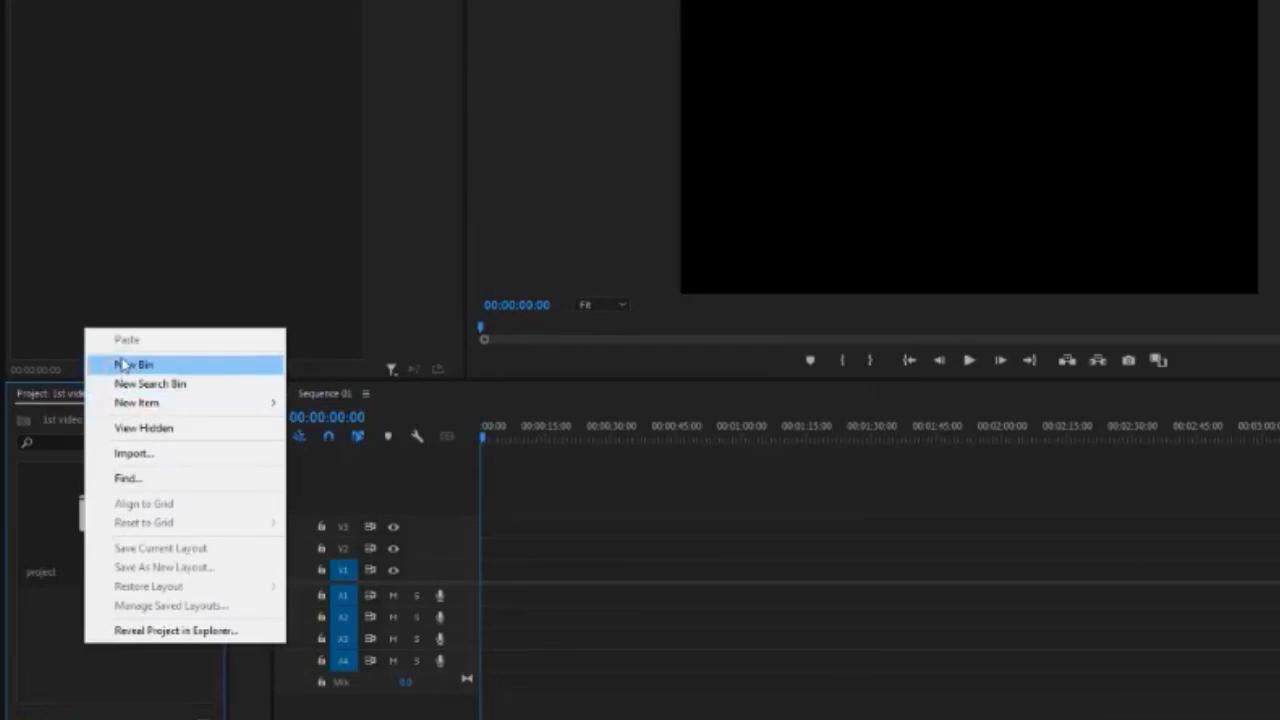 00:00:00:00
Fit
Paste
New Bin
New Search Bin
New Item
View Hidden
Import...
Find...
Align to Grid
Reset to Grid
Save Current Layout
Save As New Layout...
Restore Layout
Manage Saved Layouts...
Reveal Project in Explorer...
00:00:00:00
Project: 1st vide
1st video
project
Sequence 01
00:00:00:00
:00:00 00:00:15:00 00:00:30:00 00:00:45:00 00:01:00:00 00:01:15:00 00:01:30:00 00:01:45:00 00:02:00:00 00:02:15:00 00:02:30:00 00:02:45:00 00:03:00:
V3
V2
V1
A1 M S
A2 M S
A3 M S
A4 M S
Mix 0.0